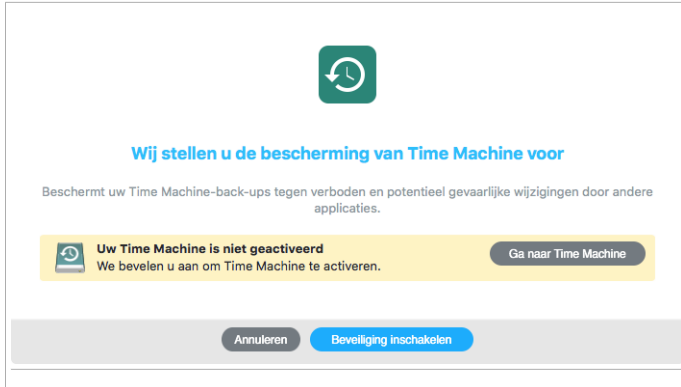 Wij stellen u de bescherming van Time Machine voor
Beschermt uw Time Machine-back-ups tegen verboden en potentieel gevaarlijke wijzigingen door andere
applicaties.
Uw Time Machine is niet geactiveerd
We bevelen u aan om Time Machine te activeren.
Ga naar Time Machine
Annuleren
Beveiliging inschakelen